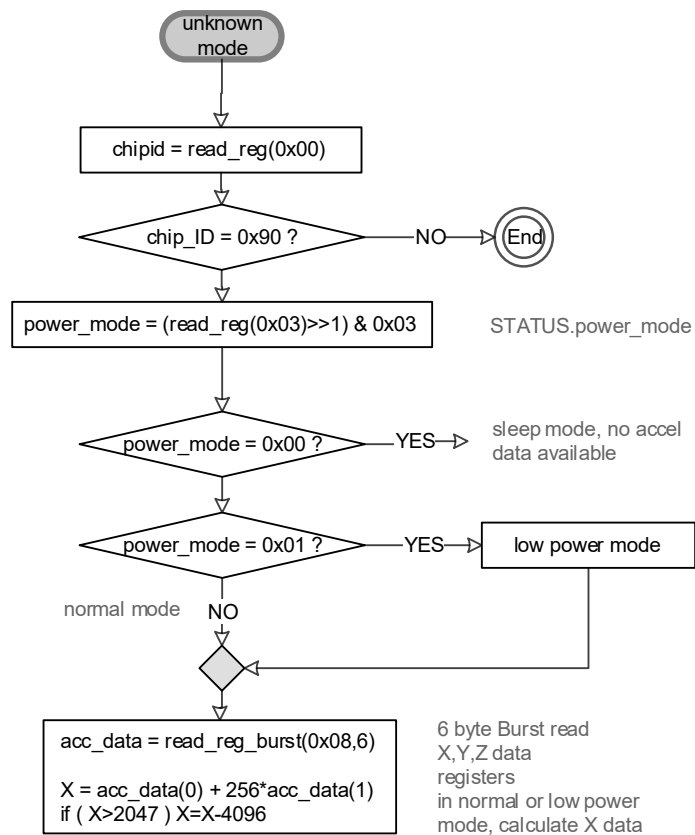 unknown
mode
chipid = read_reg(0x00)
chip_ID = 0x90 ?
NO
End
power_mode = (read_reg(0x03)>>1) & 0x03
STATUS.power_mode
power_mode = 0x00 ?
YES
sleep mode, no accel
data available
power_mode = 0x01 ?
YES
low power mode
normal mode
NO
acc_data = read_reg_burst(0x08,6)
X = acc_data(0) + 256*acc_data(1)
if ( X>2047 ) X=X-4096
6 byte Burst read
X,Y,Z data
registers
in normal or low power
mode, calculate X data